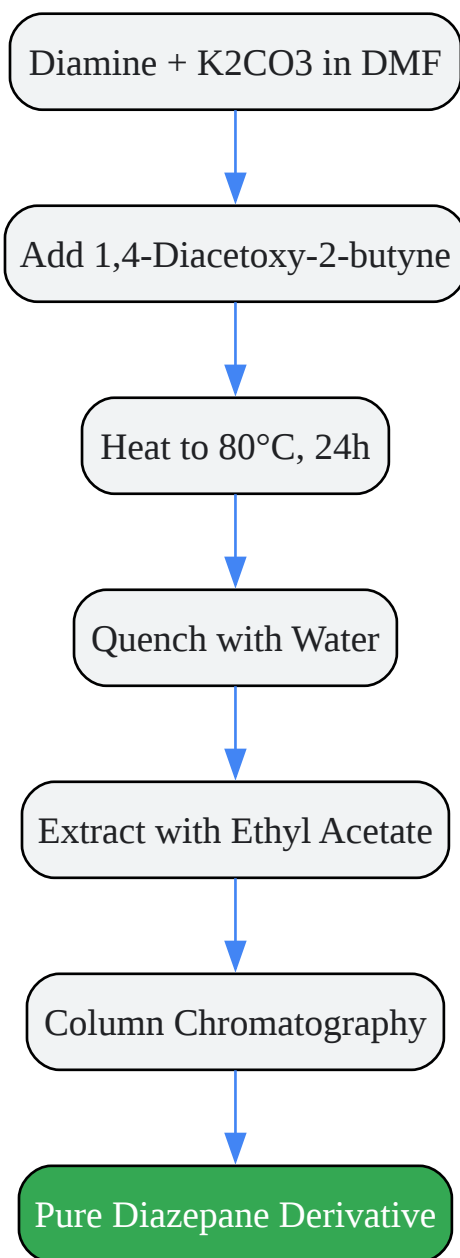 Diamine + K2CO3 in DMF
Add 1,4-Diacetoxy-2-butyne
Heat to 80°C, 24h
Quench with Water
Extract with Ethyl Acetate
Column Chromatography
Pure Diazepane Derivative